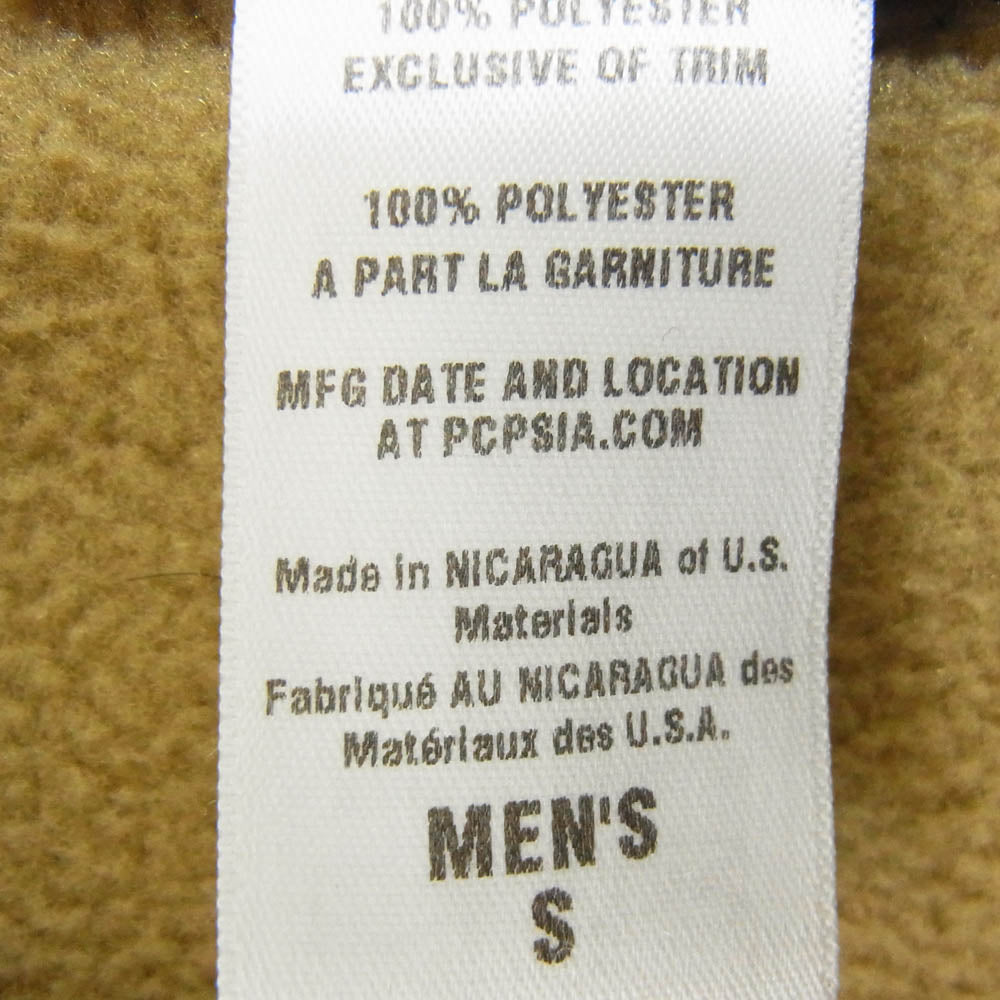 100% POLYESTER
EXCLUSIVE OF TRIM
100% POLYESTER
A PART LA GARNITURE
MFG DATE AND LOCATION
AT PCPSIA.COM
Made in NICARAGUA of U.S.
Materials
Fabriqué AU NICARAGUA des
Matériaux des U.S.A.
MEN'S
S